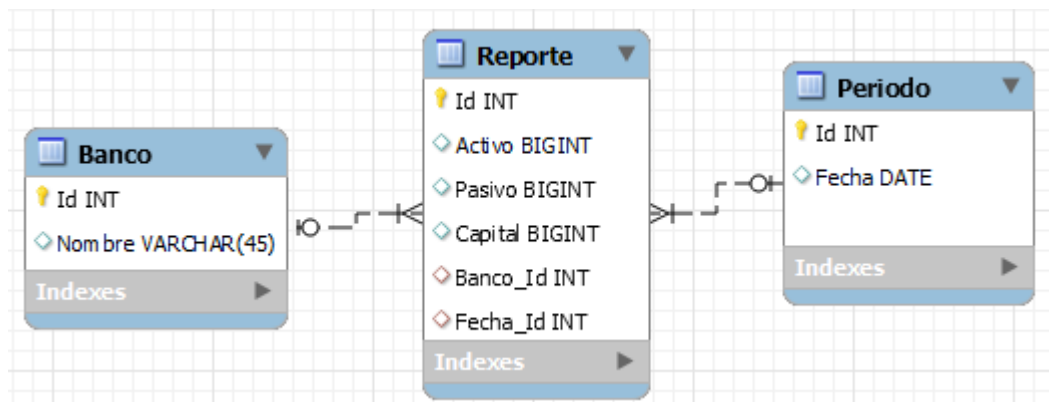 Banco
Id INT
Nombre VARCHAR(45)
Indexes
Reporte
Id INT
Activo BIGINT
Pasivo BIGINT
Capital BIGINT
Banco_Id INT
Fecha_Id INT
Indexes
Periodo
Id INT
Fecha DATE
Indexes